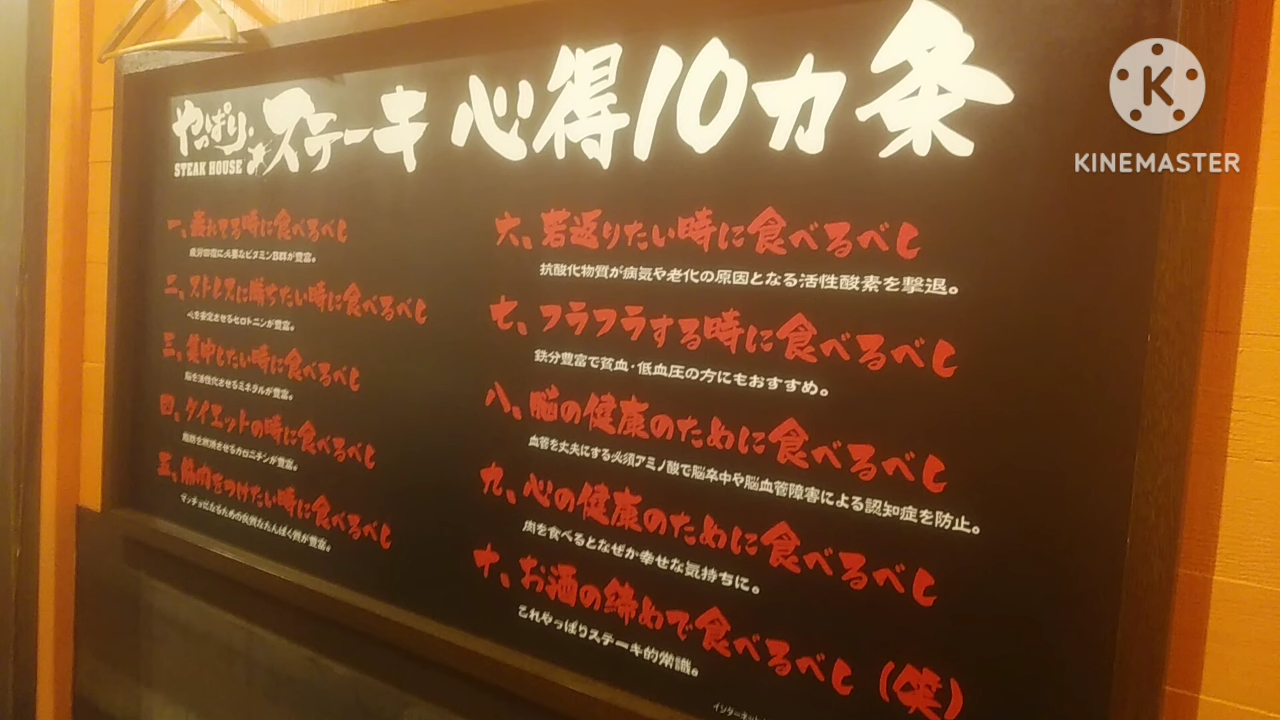 やっぱり
ステーキ
STEAK HOUSE
心得10カ条
一、疲れてる時に食べるべし
疲労回復に必要なビタミンB群が豊富。
二、ストレスに勝ちたい時に食べるべし
心を安定させるセロトニンが豊富。
三、集中したい時に食べるべし
脳を活性化させるミネラルが豊富。
四、ダイエットの時に食べるべし
脂肪を燃焼させるカロニチンが豊富。
五、筋肉をつけたい時に食べるべし
マッチョになるための良質なたんぱく質が豊富。
六、若返りたい時に食べるべし
抗酸化物質が病気や老化の原因となる活性酸素を撃退。
七、フラフラする時に食べるべし
鉄分豊富で貧血・低血圧の方にもおすすめ。
八、脳の健康のために食べるべし
血管を丈夫にする必須アミノ酸で脳卒中や脳血管障害による認知症を防止。
九、心の健康のために食べるべし
肉を食べるとなぜか幸せな気持ちに。
十、お酒の締めで食べるべし(笑)
これやっぱりステーキ的常識。
インターネット
K
KINEMASTER